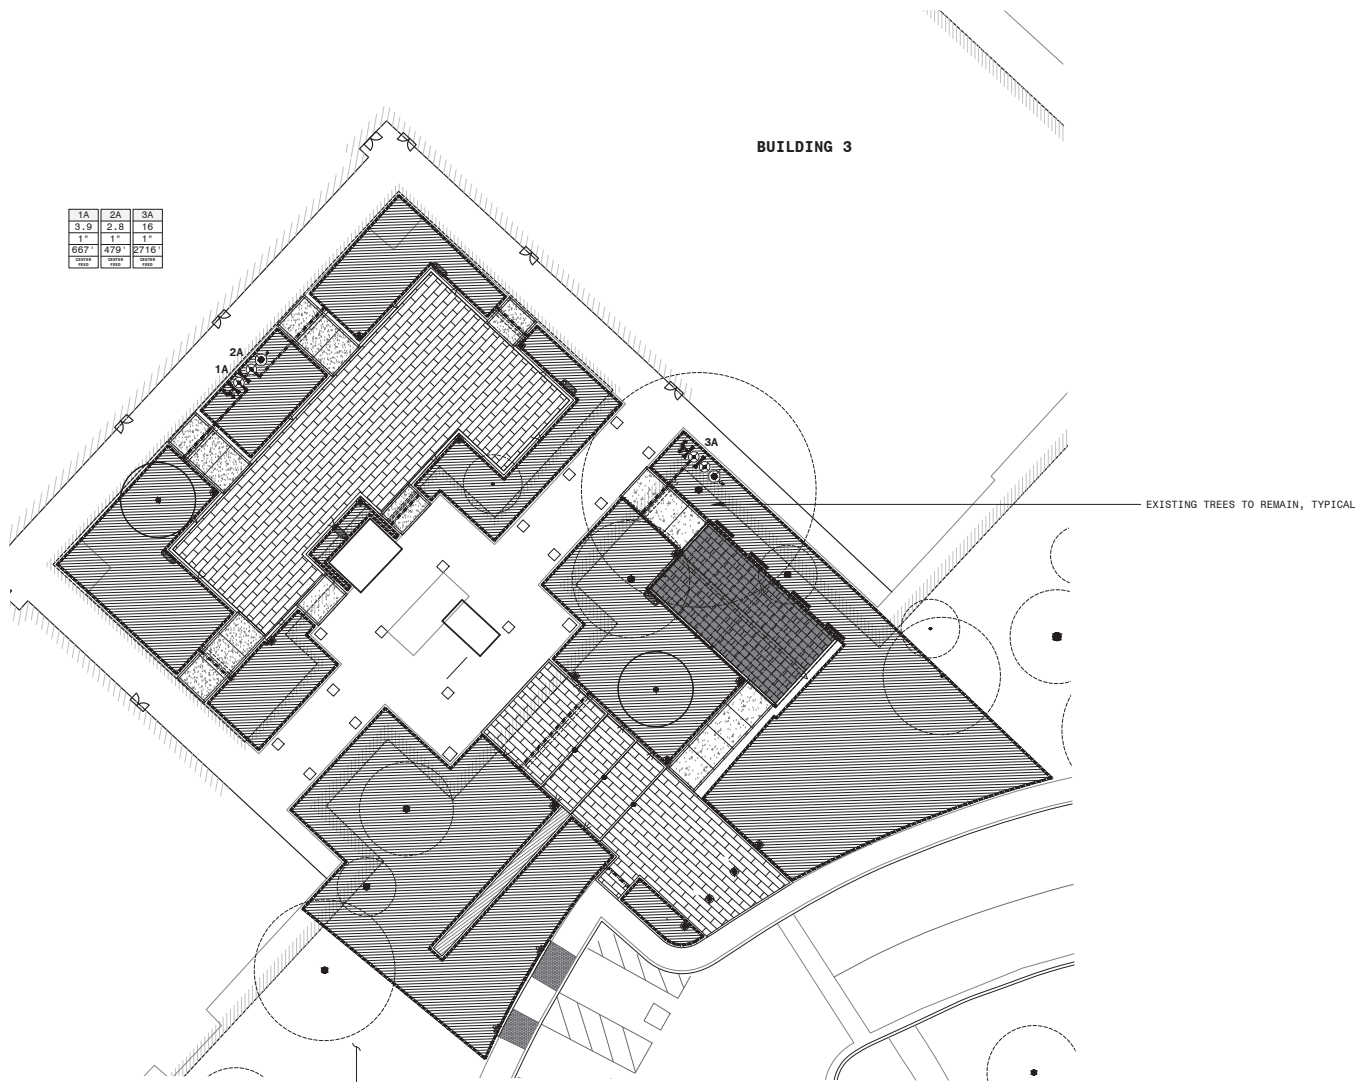 BUILDING 3
1A 2A 3A
3.9 2.8 16
1" 1" 1"
667' 479' 2716'
CENTER CENTER CENTER
FEED FEED FEED
2A
1A
3A
EXISTING TREES TO REMAIN, TYPICAL